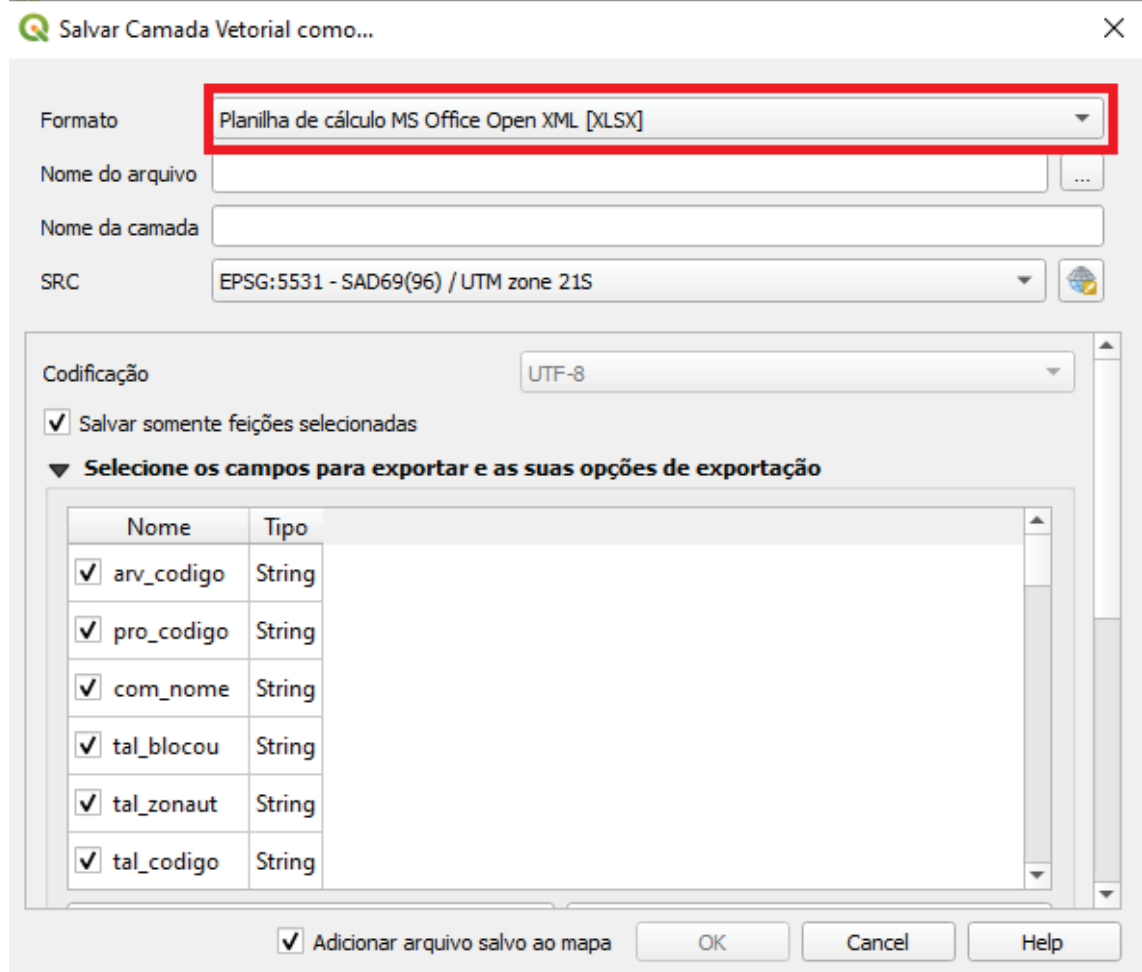 Salvar Camada Vetorial como...
Formato Planilha de cálculo MS Office Open XML [XLSX]
Nome do arquivo ...
Nome da camada
SRC EPSG:5531 - SAD69(96) / UTM zone 21S
Codificação UTF-8
Salvar somente feições selecionadas
Selecione os campos para exportar e as suas opções de exportação
Nome Tipo
arv_codigo String
pro_codigo String
com_nome String
tal_blocou String
tal_zonaut String
tal_codigo String
Adicionar arquivo salvo ao mapa OK Cancel Help